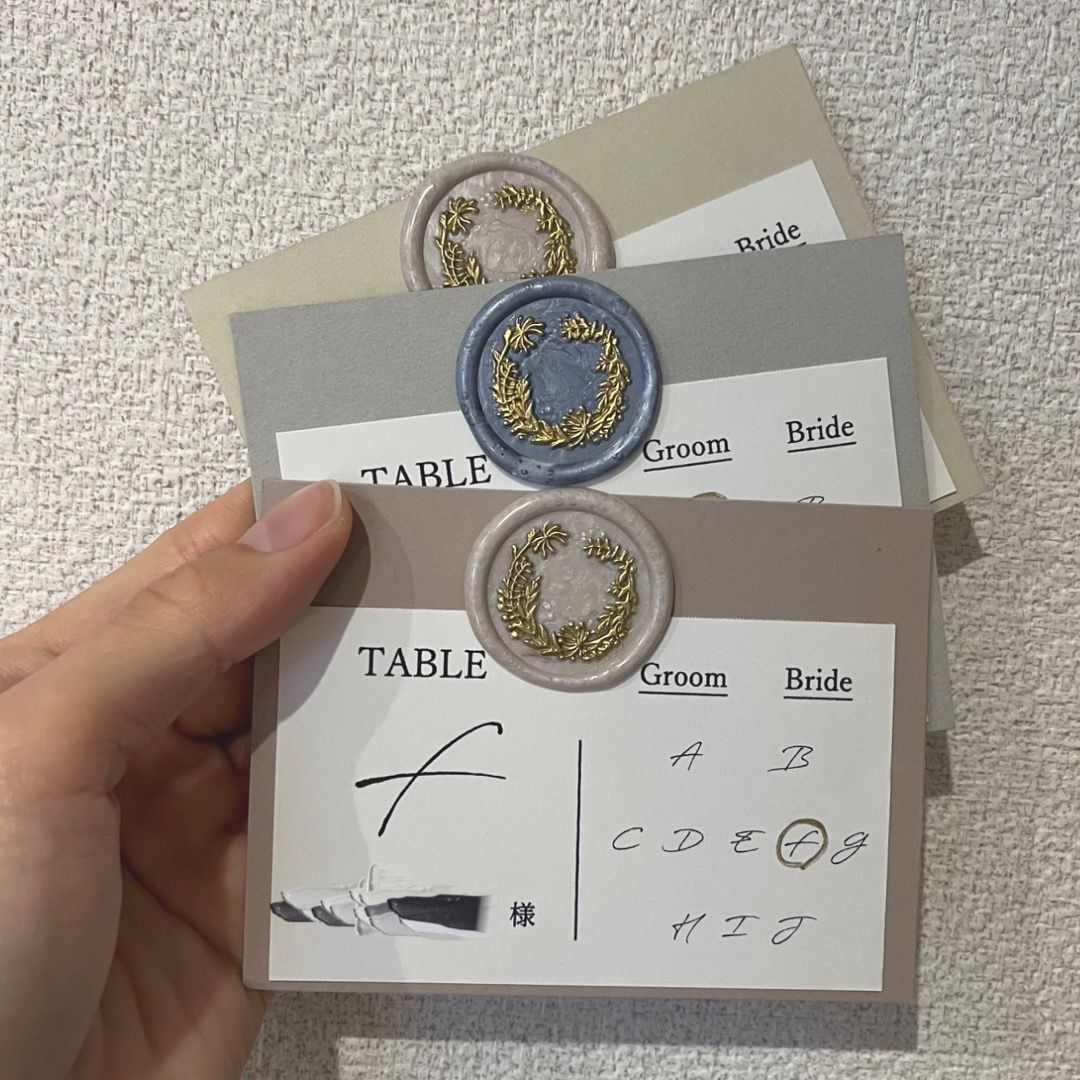 Bride
TABLE Groom Bride
TABLE Groom Bride
f
A B
C D E f g
H I J
様